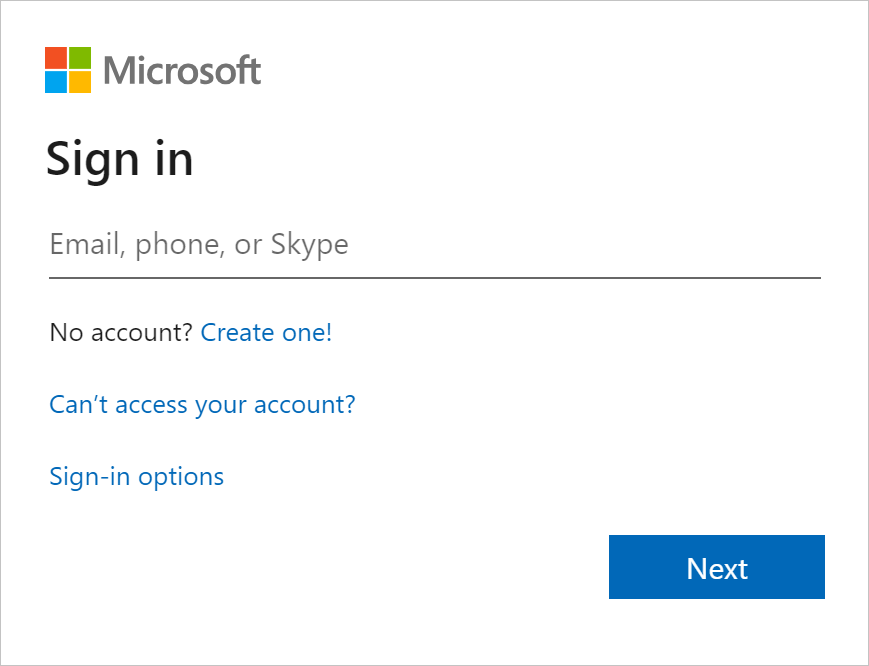 Microsoft
Sign in
Email, phone, or Skype
No account? Create one!
Can’t access your account?
Sign-in options
Next